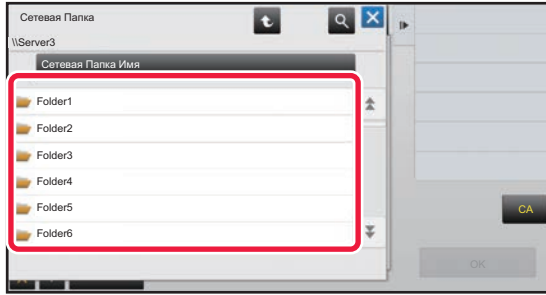 Сетевая Папка
\\Server3
Сетевая Папка Имя
Folder1
Folder2
Folder3
Folder4
Folder5
Folder6
CA
OK